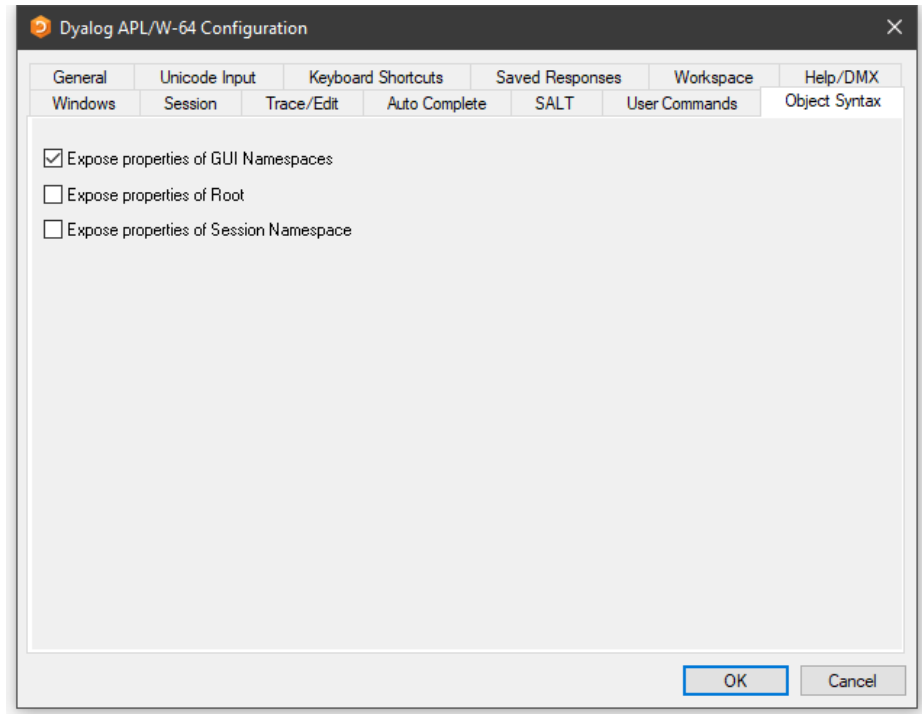 Dyalog APL/W-64 Configuration
General Unicode Input Keyboard Shortcuts Saved Responses Workspace Help/DMX
Windows Session Trace/Edit Auto Complete SALT User Commands Object Syntax
Expose properties of GUI Namespaces
Expose properties of Root
Expose properties of Session Namespace
OK Cancel